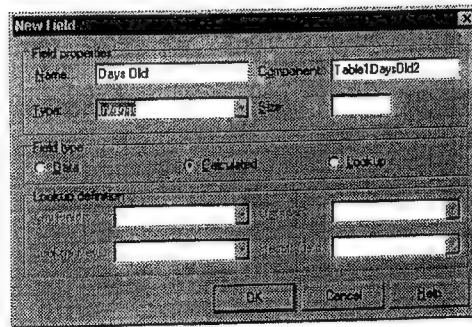 New Field
Field properties
Name: Days Old Component: Table1DaysOld2
Type: Integer Size:
Field type
Data Calculated Lookup
Lookup definition
OK Cancel Help